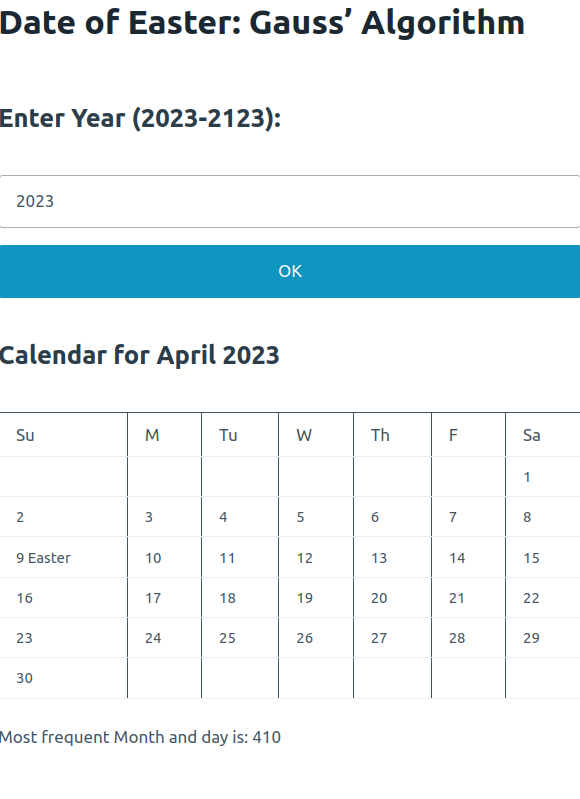 Date of Easter: Gauss’ Algorithm
Enter Year (2023-2123):
2023
OK
Calendar for April 2023
Su M Tu W Th F Sa
1
2 3 4 5 6 7 8
9 Easter 10 11 12 13 14 15
16 17 18 19 20 21 22
23 24 25 26 27 28 29
30
Most frequent Month and day is: 410